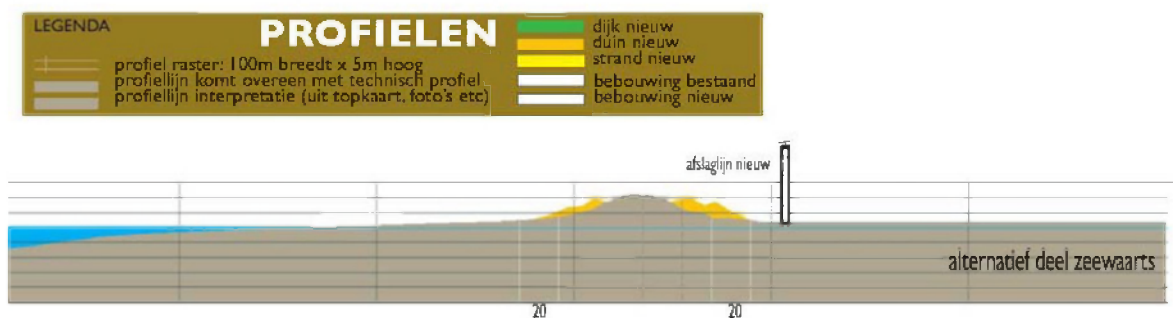 LEGENDA
PROFIELEN
profiel raster: 100m breedt x 5m hoog
profiellijn komt overeen met technisch profiel
profiellijn interpretatie (uit topkaart, foto's etc)
dijk nieuw
duin nieuw
strand nieuw
bebouwing bestaand
bebouwing nieuw
afslaglijn nieuw
alternatief deel zeewaarts
20
20